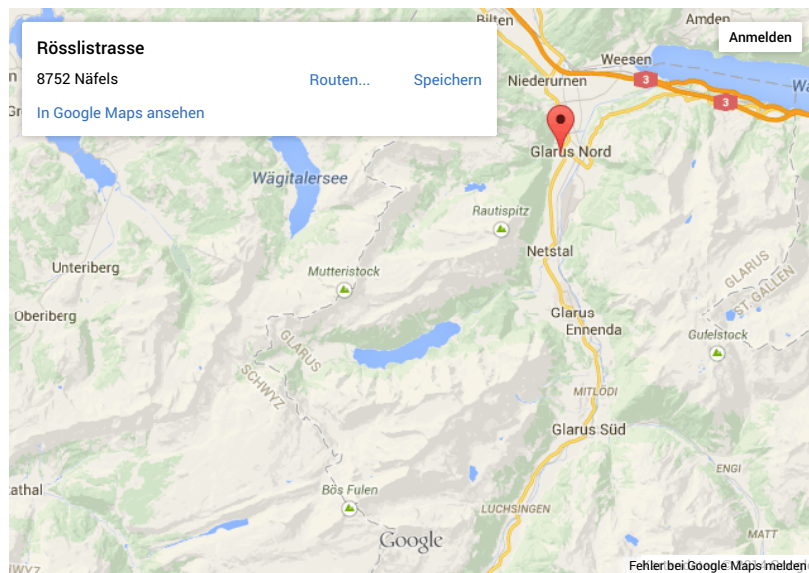 Bilten
Amden
Rösslistrasse
Anmelden
8752 Näfels
Routen...
Speichern
Weesen
Niederurnen
3
3
In Google Maps ansehen
Glarus Nord
Wägitalersee
Rautispitz
Netstal
Unteriberg
Mutteristock
GLARUS
ST. GALLEN
Oberiberg
Glarus
Ennenda
GLARUS
Gufelstock
SCHWYZ
MITLÖDI
Glarus Süd
ENGI
Bös Fulen
LUCHSINGEN
MATT
Google
Fehler bei Google Maps melden